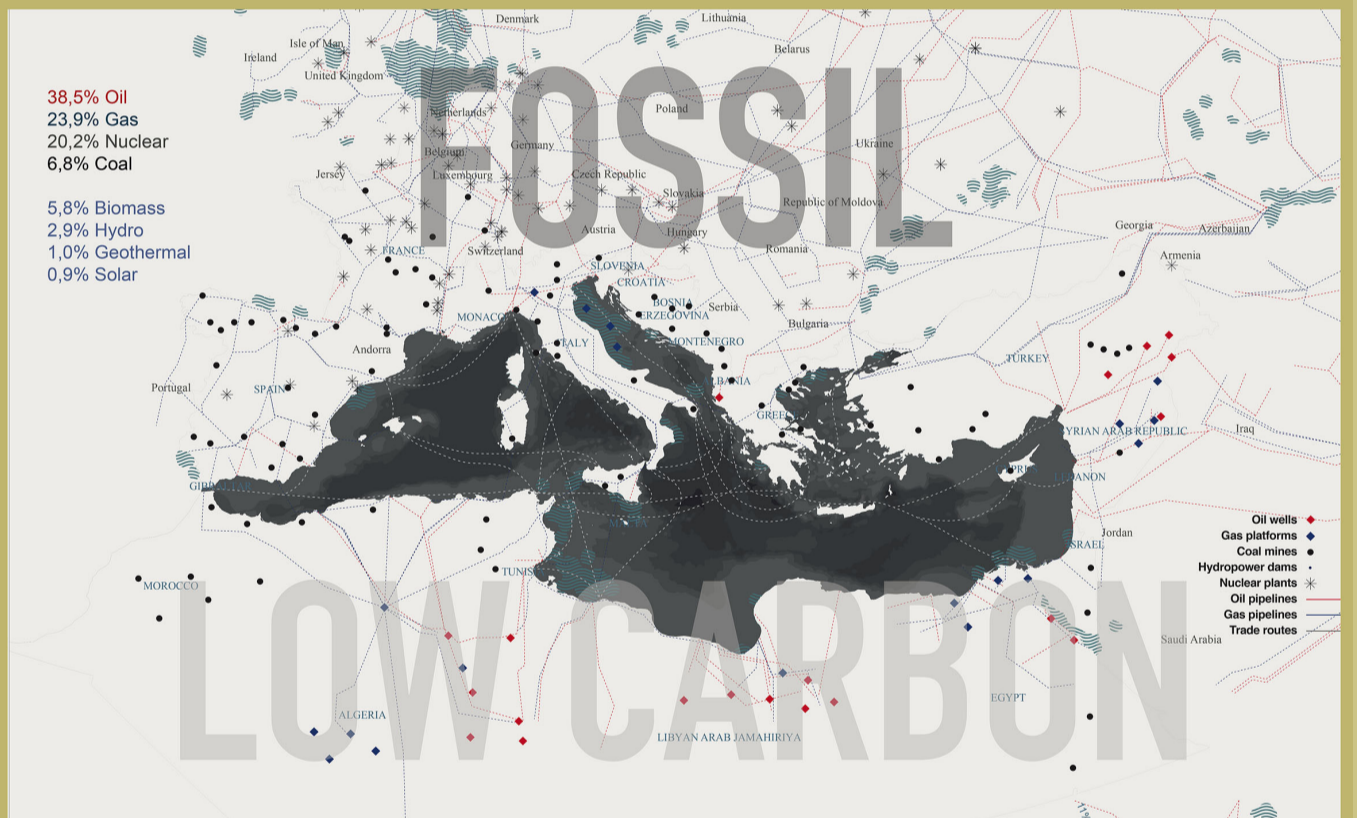 Denmark
Lithuania
Isle of Man
Ireland
Belarus
United Kingdom
FOSSIL
38,5% Oil
23,9% Gas
20,2% Nuclear
6,8% Coal
5,8% Biomass
2,9% Hydro
1,0% Geothermal
0,9% Solar
Netherlands
Poland
Belgium
Germany
Ukraine
Jersey
Luxembourg
Czech Republic
Slovakia
Republic of Moldova
Austria
Hungary
Georgia
Azerbaijan
FRANCE
Switzerland
Romania
Armenia
SLOVENIA
CROATIA
BOSNIA
HERZEGOVINA
Serbia
MONACO
Bulgaria
ITALY
MONTENEGRO
Andorra
TURKEY
Portugal
SPAIN
ALBANIA
GREECE
SYRIAN ARAB REPUBLIC
Iraq
CYPRUS
LEBANON
GIBRALTAR
MALTA
Jordan
ISRAEL
TUNISIA
MOROCCO
Oil wells
Gas platforms
Coal mines
Hydropower dams
Nuclear plants
Oil pipelines
Gas pipelines
Trade routes
Saudi Arabia
LOW CARBON
EGYPT
ALGERIA
LIBYAN ARAB JAMAHIRIYA